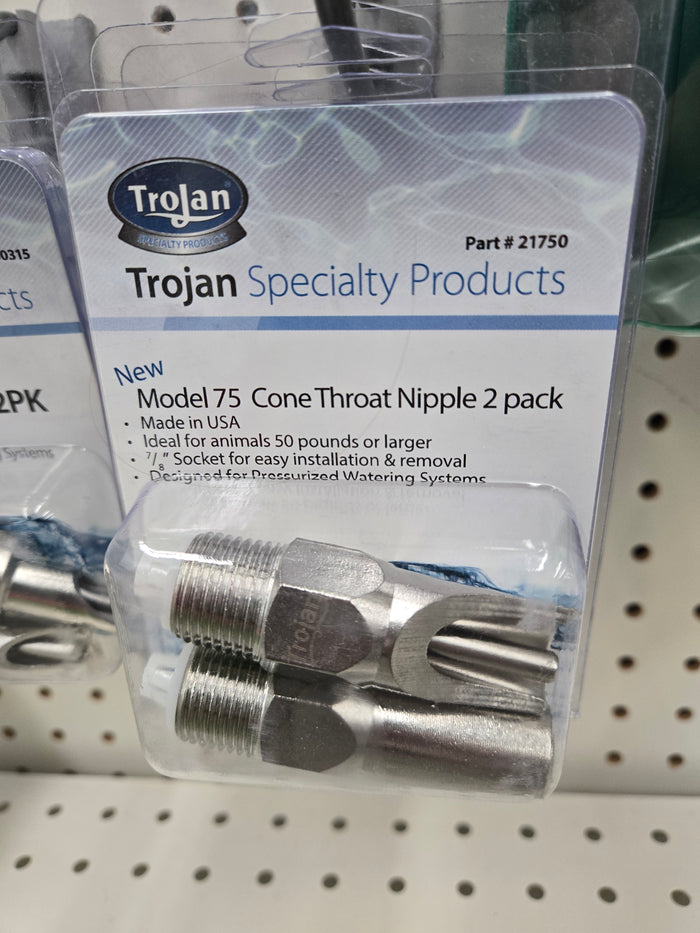 Trojan
SPECIALTY PRODUCTS
Part # 21750
Trojan Specialty Products
New
Model 75 Cone Throat Nipple 2 pack
• Made in USA
• Ideal for animals 50 pounds or larger
• 7/8" Socket for easy installation & removal
• Designed for Pressurized Watering Systems
Trojan
0315
cts
2PK
Systems